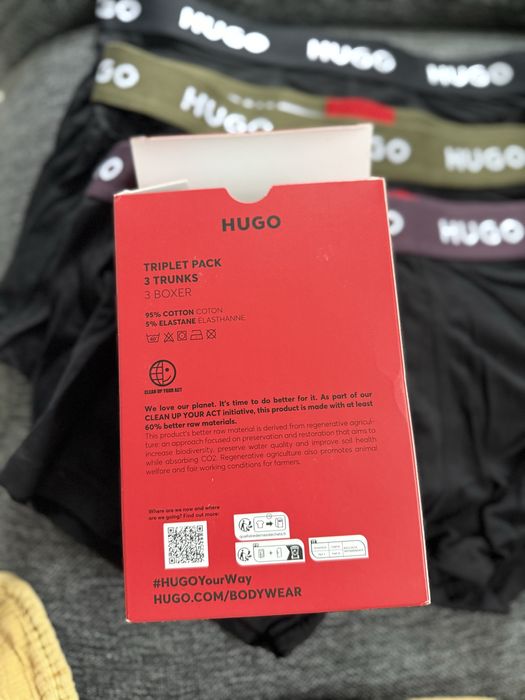 HUGO
HUGO
HUGO
GO
HUGO
GO
HUGO
O
HUGO
HUGO
TRIPLET PACK
3 TRUNKS
3 BOXER
95% COTTON COTON
5% ELASTANE ÉLASTHANNE
CLEAN UP YOUR ACT
We love our planet. It's time to do better for it. As part of our
CLEAN UP YOUR ACT initiative, this product is made with at least
60% better raw materials.
This product's better raw material is derived from regenerative agricul-
ture: an approach focused on preservation and restoration that aims to
increase biodiversity, preserve water quality and improve soil health
while absorbing CO2. Regenerative agriculture also promotes animal
welfare and fair working conditions for farmers.
Where are we now and where
are we going? Find out more:
#HUGOYourWay
HUGO.COM/BODYWEAR